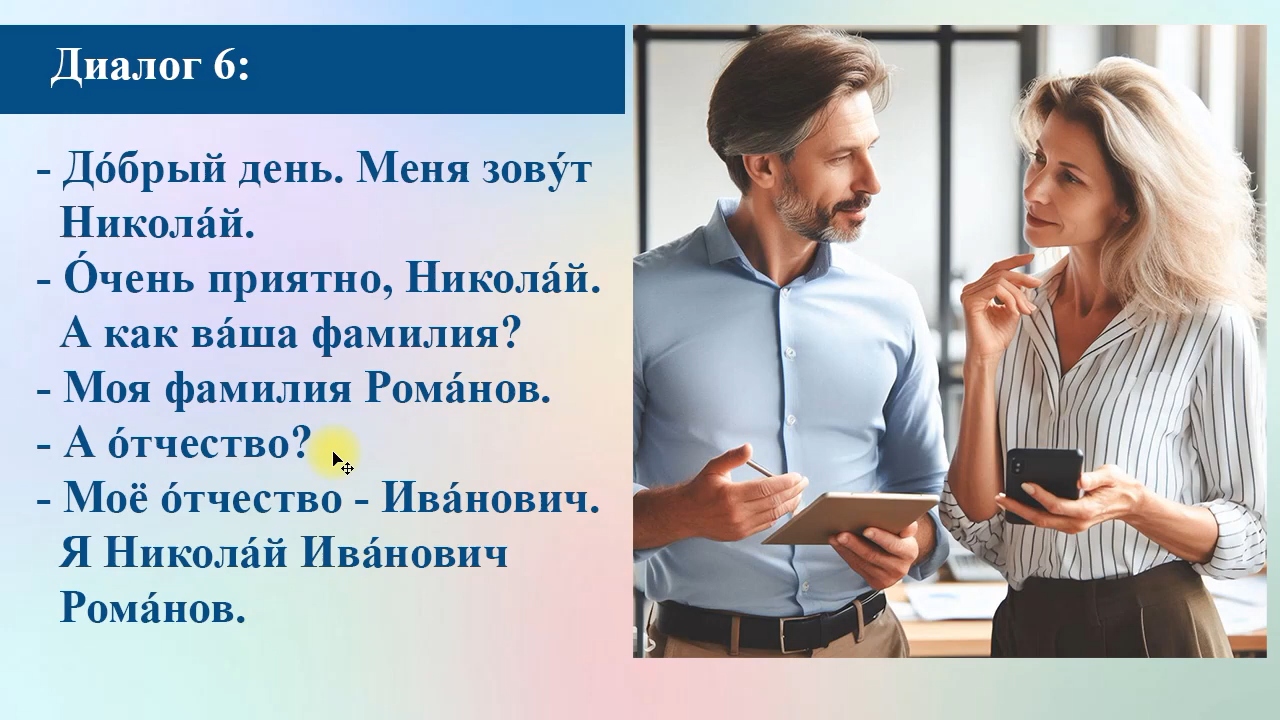 Диалог 6:
- До́брый день. Меня зову́т
Никола́й.
- О́чень приятно, Никола́й.
А как ва́ша фамилия?
- Моя фамилия Рома́нов.
- А о́тчество?
- Моё о́тчество - Ива́нович.
Я Никола́й Ива́нович
Рома́нов.